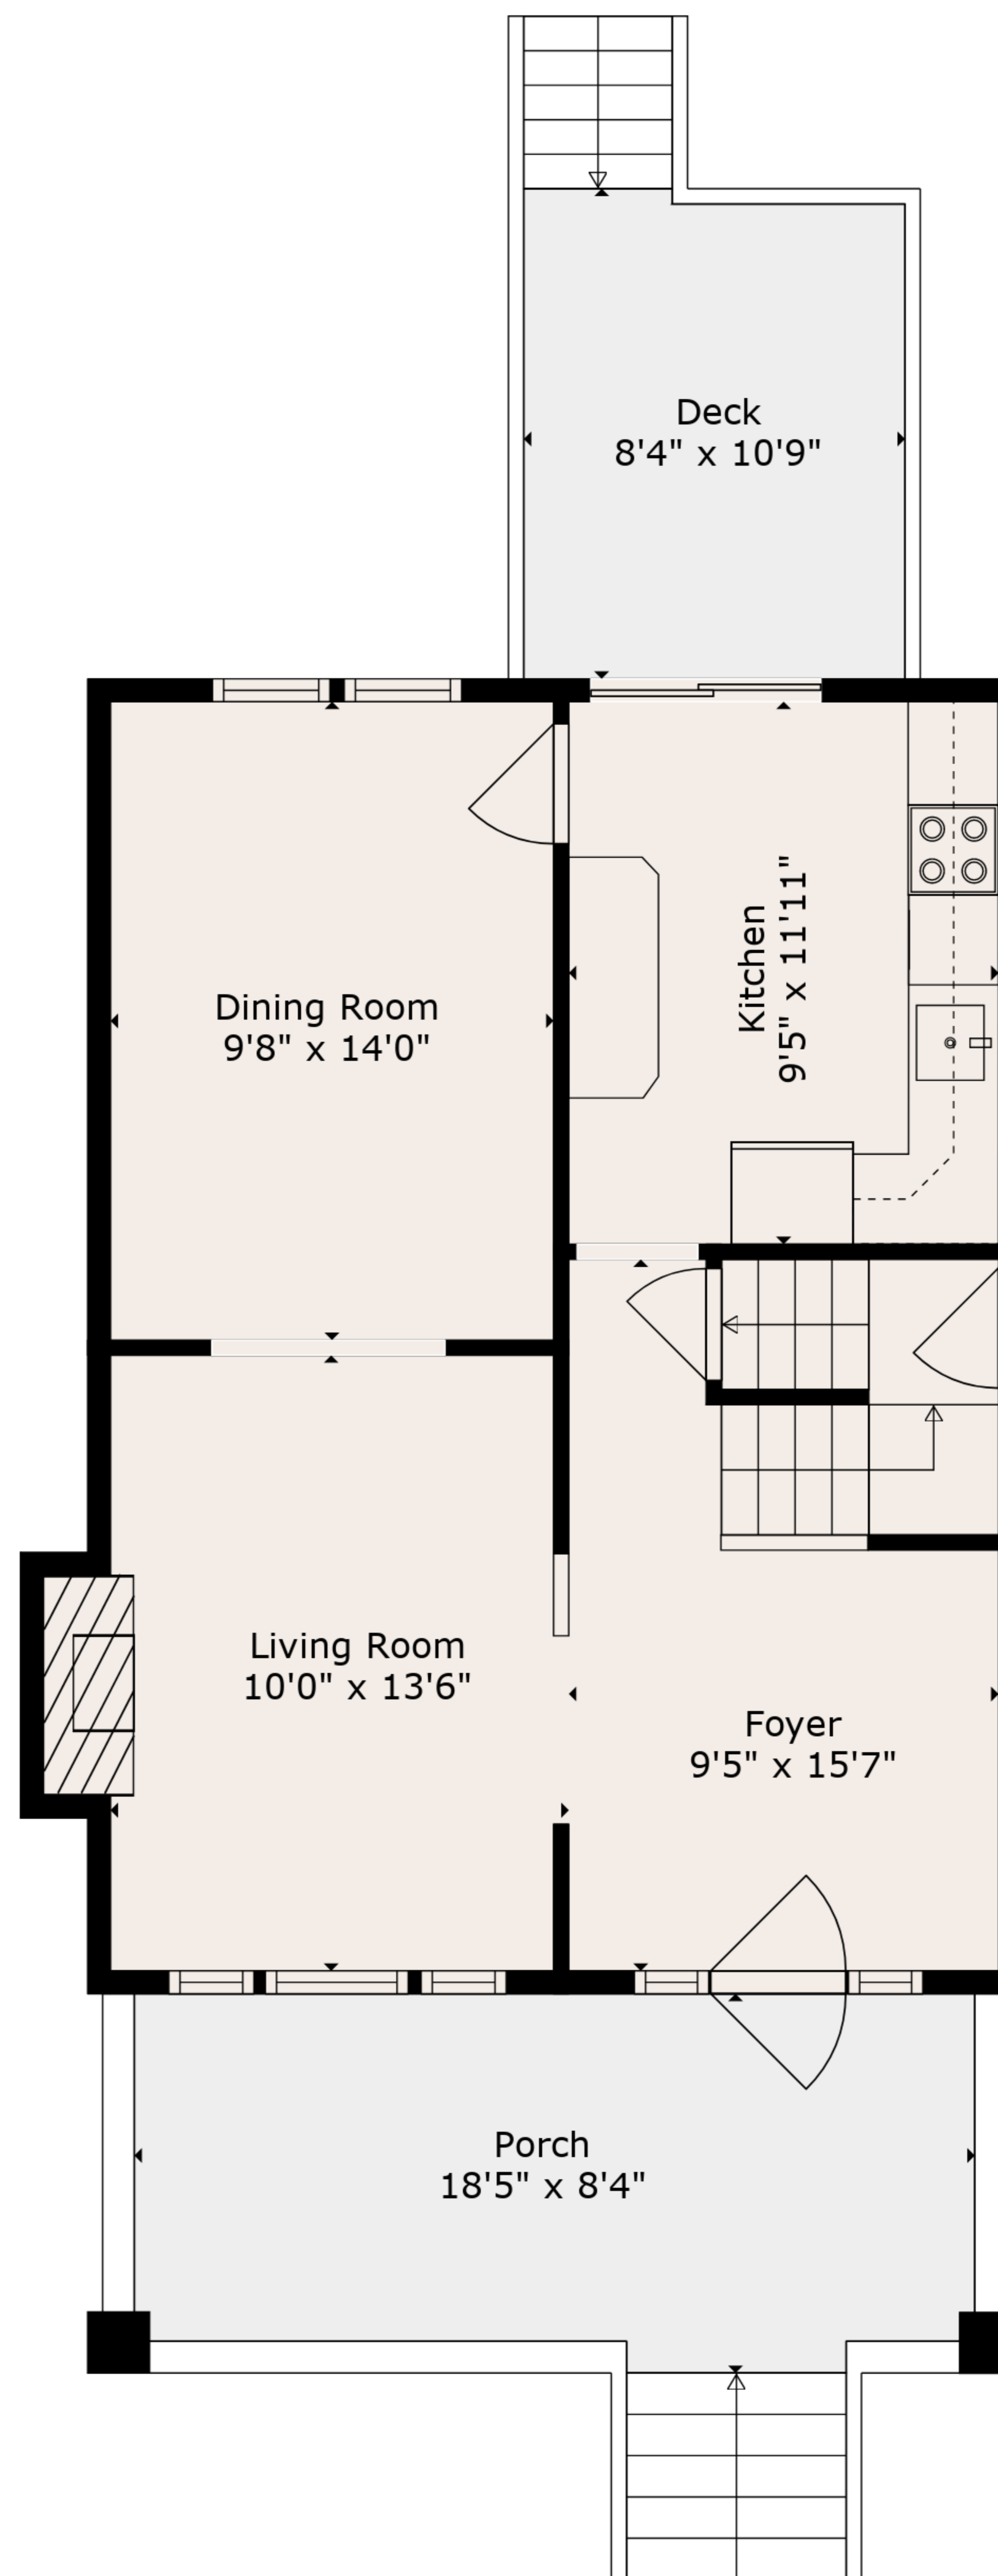 Deck
8'4" x 10'9"
Dining Room
9'8" x 14'0"
Kitchen
9'5" x 11'11"
Living Room
10'0" x 13'6"
Foyer
9'5" x 15'7"
Porch
18'5" x 8'4"